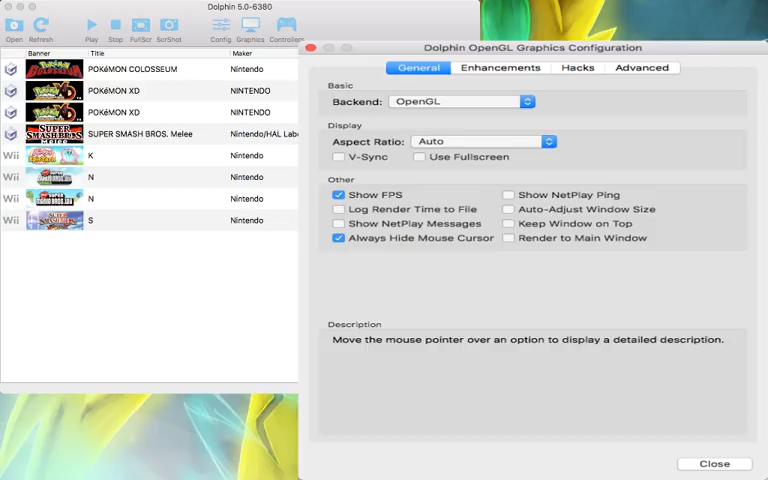 Dolphin 5.0-6380
Open Refresh Play Stop FullScr ScrShot Config Graphics Controllers
Banner Title Maker
POKéMON COLOSSEUM Nintendo
POKéMON XD NINTENDO
POKéMON XD NINTENDO
SUPER SMASH BROS. MELEE SUPER SMASH BROS. Melee Nintendo/HAL Labo
Wii K Nintendo
Wii N Nintendo
Wii N Nintendo
Wii S Nintendo
Dolphin OpenGL Graphics Configuration
General Enhancements Hacks Advanced
Basic
Backend: OpenGL
Display
Aspect Ratio: Auto
V-Sync Use Fullscreen
Other
Show FPS Show NetPlay Ping
Log Render Time to File Auto-Adjust Window Size
Show NetPlay Messages Keep Window on Top
Always Hide Mouse Cursor Render to Main Window
Description
Move the mouse pointer over an option to display a detailed description.
Close